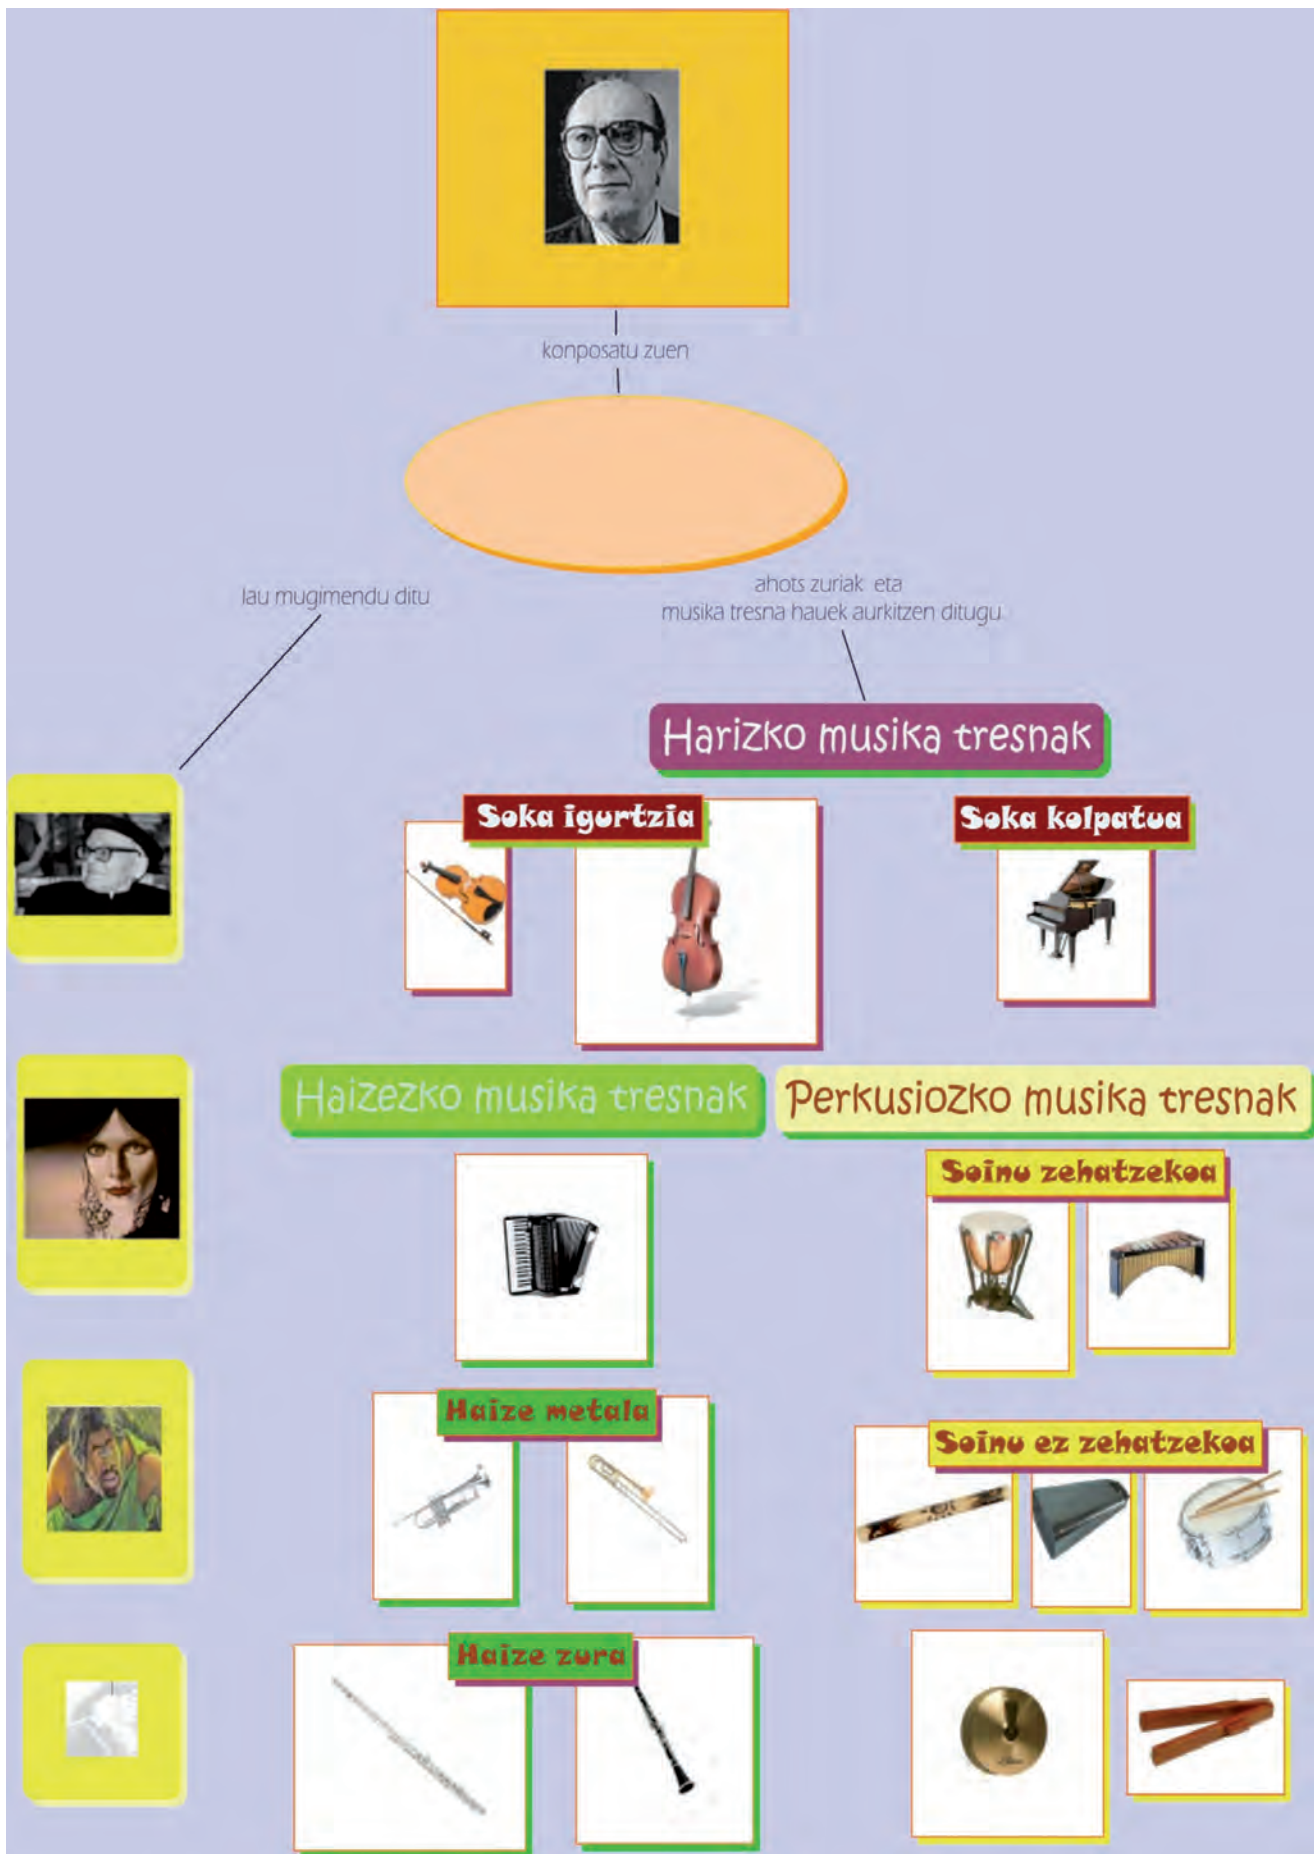 konposatu zuen
lau mugimendu ditu
ahots zuriak eta
musika tresna hauek aurkitzen ditugu
Harizko musika tresnak
Soka igurtzia
Soka kolpatua
Haizezko musika tresnak
Perkusiozko musika tresnak
Soinu zehatzekoa
Haize metala
Soinu ez zehatzekoa
Haize zura